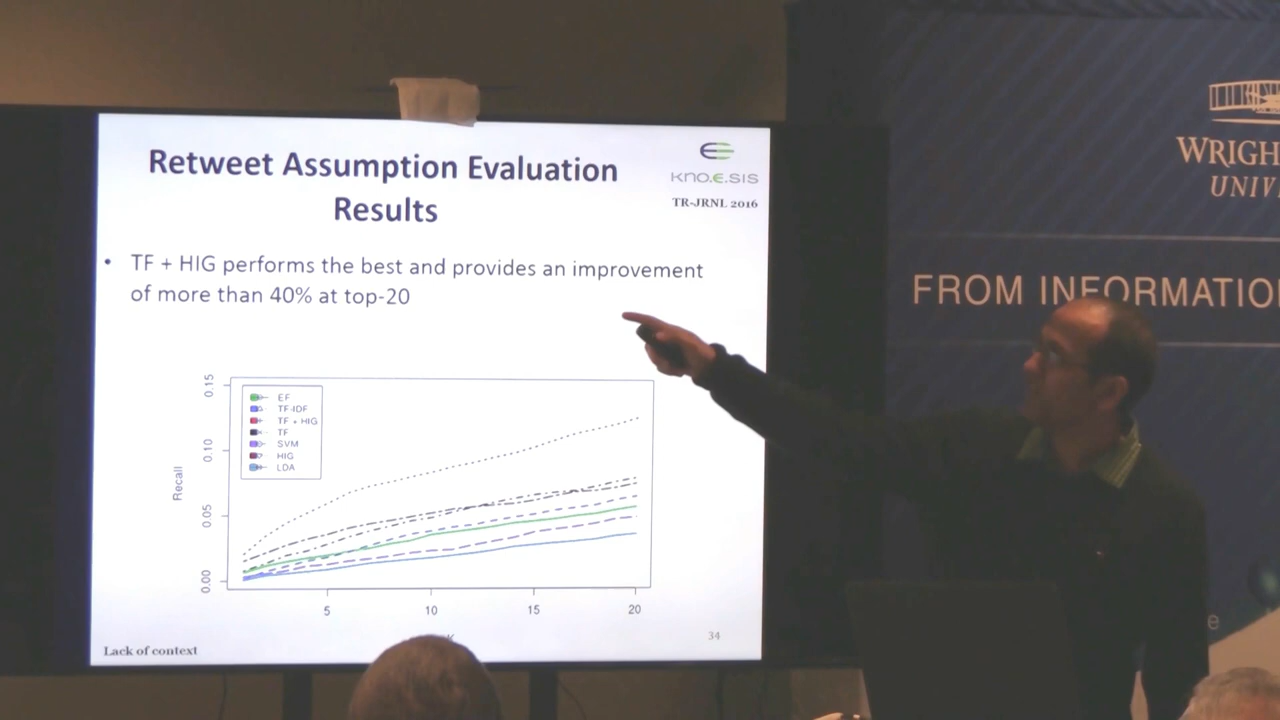 Retweet Assumption Evaluation
Results
KNO.E.SIS
TR-JRNL 2016
• TF + HIG performs the best and provides an improvement
of more than 40% at top-20
0.15
0.10
0.05
0.00
Recall
EF
TF-IDF
TF + HIG
TF
SVM
HIG
LDA
5 10 15 20
34
Lack of context
WRIGH
UNIV
FROM INFORMATIO
e